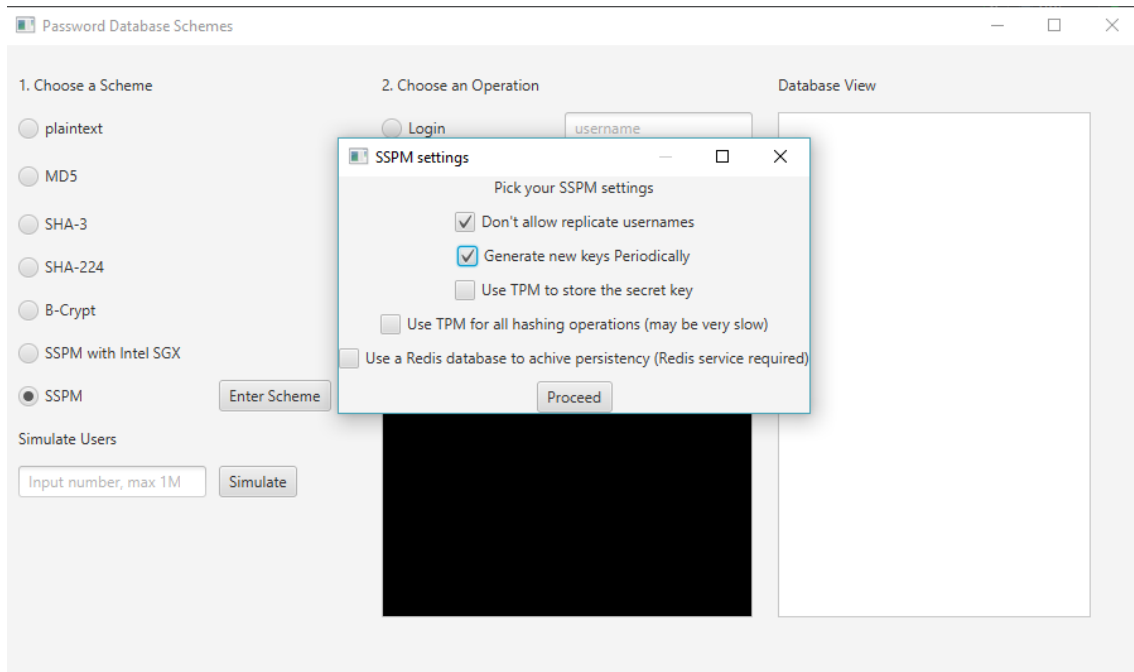 Password Database Schemes
1. Choose a Scheme
2. Choose an Operation
Database View
plaintext
Login
username
MD5
SHA-3
SHA-224
B-Crypt
SSPM with Intel SGX
SSPM
Enter Scheme
Simulate Users
Input number, max 1M
Simulate
SSPM settings
Pick your SSPM settings
Don't allow replicate usernames
Generate new keys Periodically
Use TPM to store the secret key
Use TPM for all hashing operations (may be very slow)
Use a Redis database to achive persistency (Redis service required)
Proceed